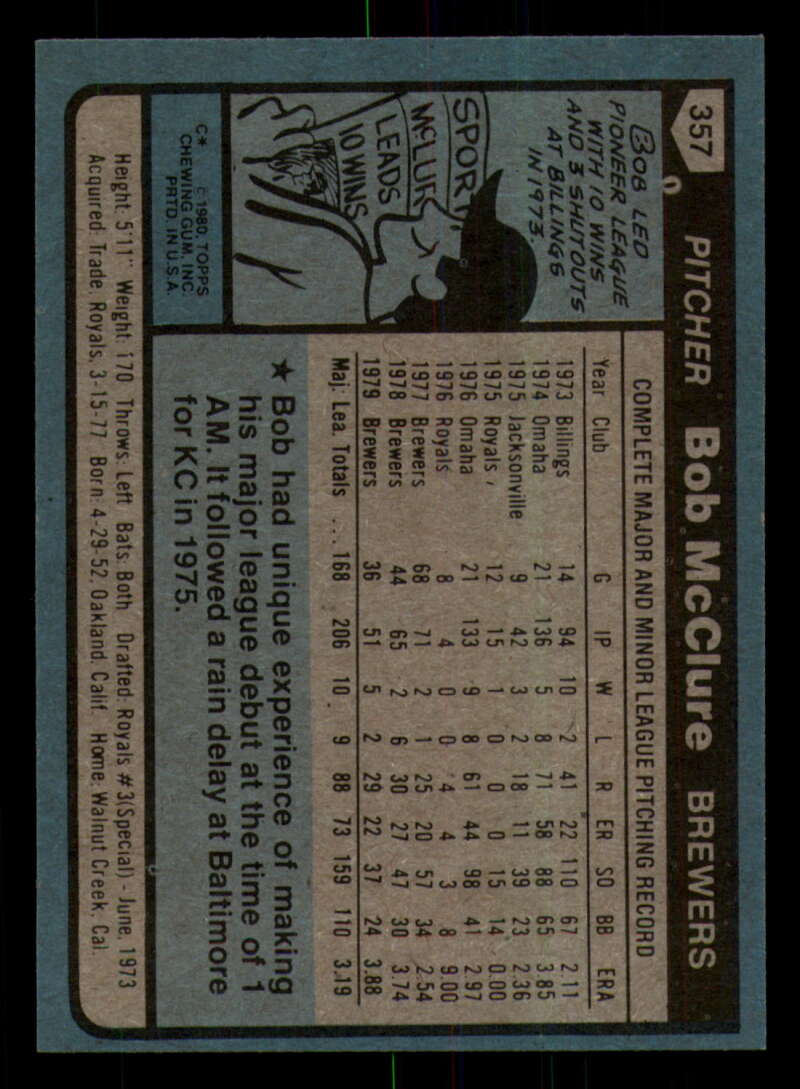 357
PITCHER Bob McClure BREWERS
BOB LED
PIONEER LEAGUE
WITH 10 WINS
AND 3 SHUTOUTS
AT BILLINGS
IN 1973.
SPORT
McCLURE
LEADS
10 WINS
C* © 1980 TOPPS
CHEWING GUM, INC.
PRTD. IN U.S.A.
COMPLETE MAJOR AND MINOR LEAGUE PITCHING RECORD
Year Club G IP W L R ER SO BB ERA
1973 Billings 14 94 10 2 41 22 110 67 2.11
1974 Omaha 21 136 5 8 71 58 88 65 3.85
1975 Jacksonville 9 42 3 2 18 11 39 23 2.36
1975 Royals 12 15 1 0 0 0 15 14 0.00
1976 Omaha 21 133 9 8 61 44 98 41 2.97
1976 Royals 8 4 0 0 4 4 3 8 9.00
1977 Brewers 68 71 2 1 25 20 57 34 2.54
1978 Brewers 44 65 2 6 30 27 47 30 3.74
1979 Brewers 36 51 5 2 29 22 37 24 3.88
Maj. Lea. Totals ... 168 206 10 9 88 73 159 110 3.19
★ Bob had unique experience of making
his major league debut at the time of 1
AM. It followed a rain delay at Baltimore
for KC in 1975.
Height: 5'11" Weight: 170 Throws: Left Bats: Both Drafted: Royals #3(Special) - June, 1973
Acquired: Trade, Royals, 3-15-77 Born: 4-29-52, Oakland, Calif. Home: Walnut Creek, Cal.